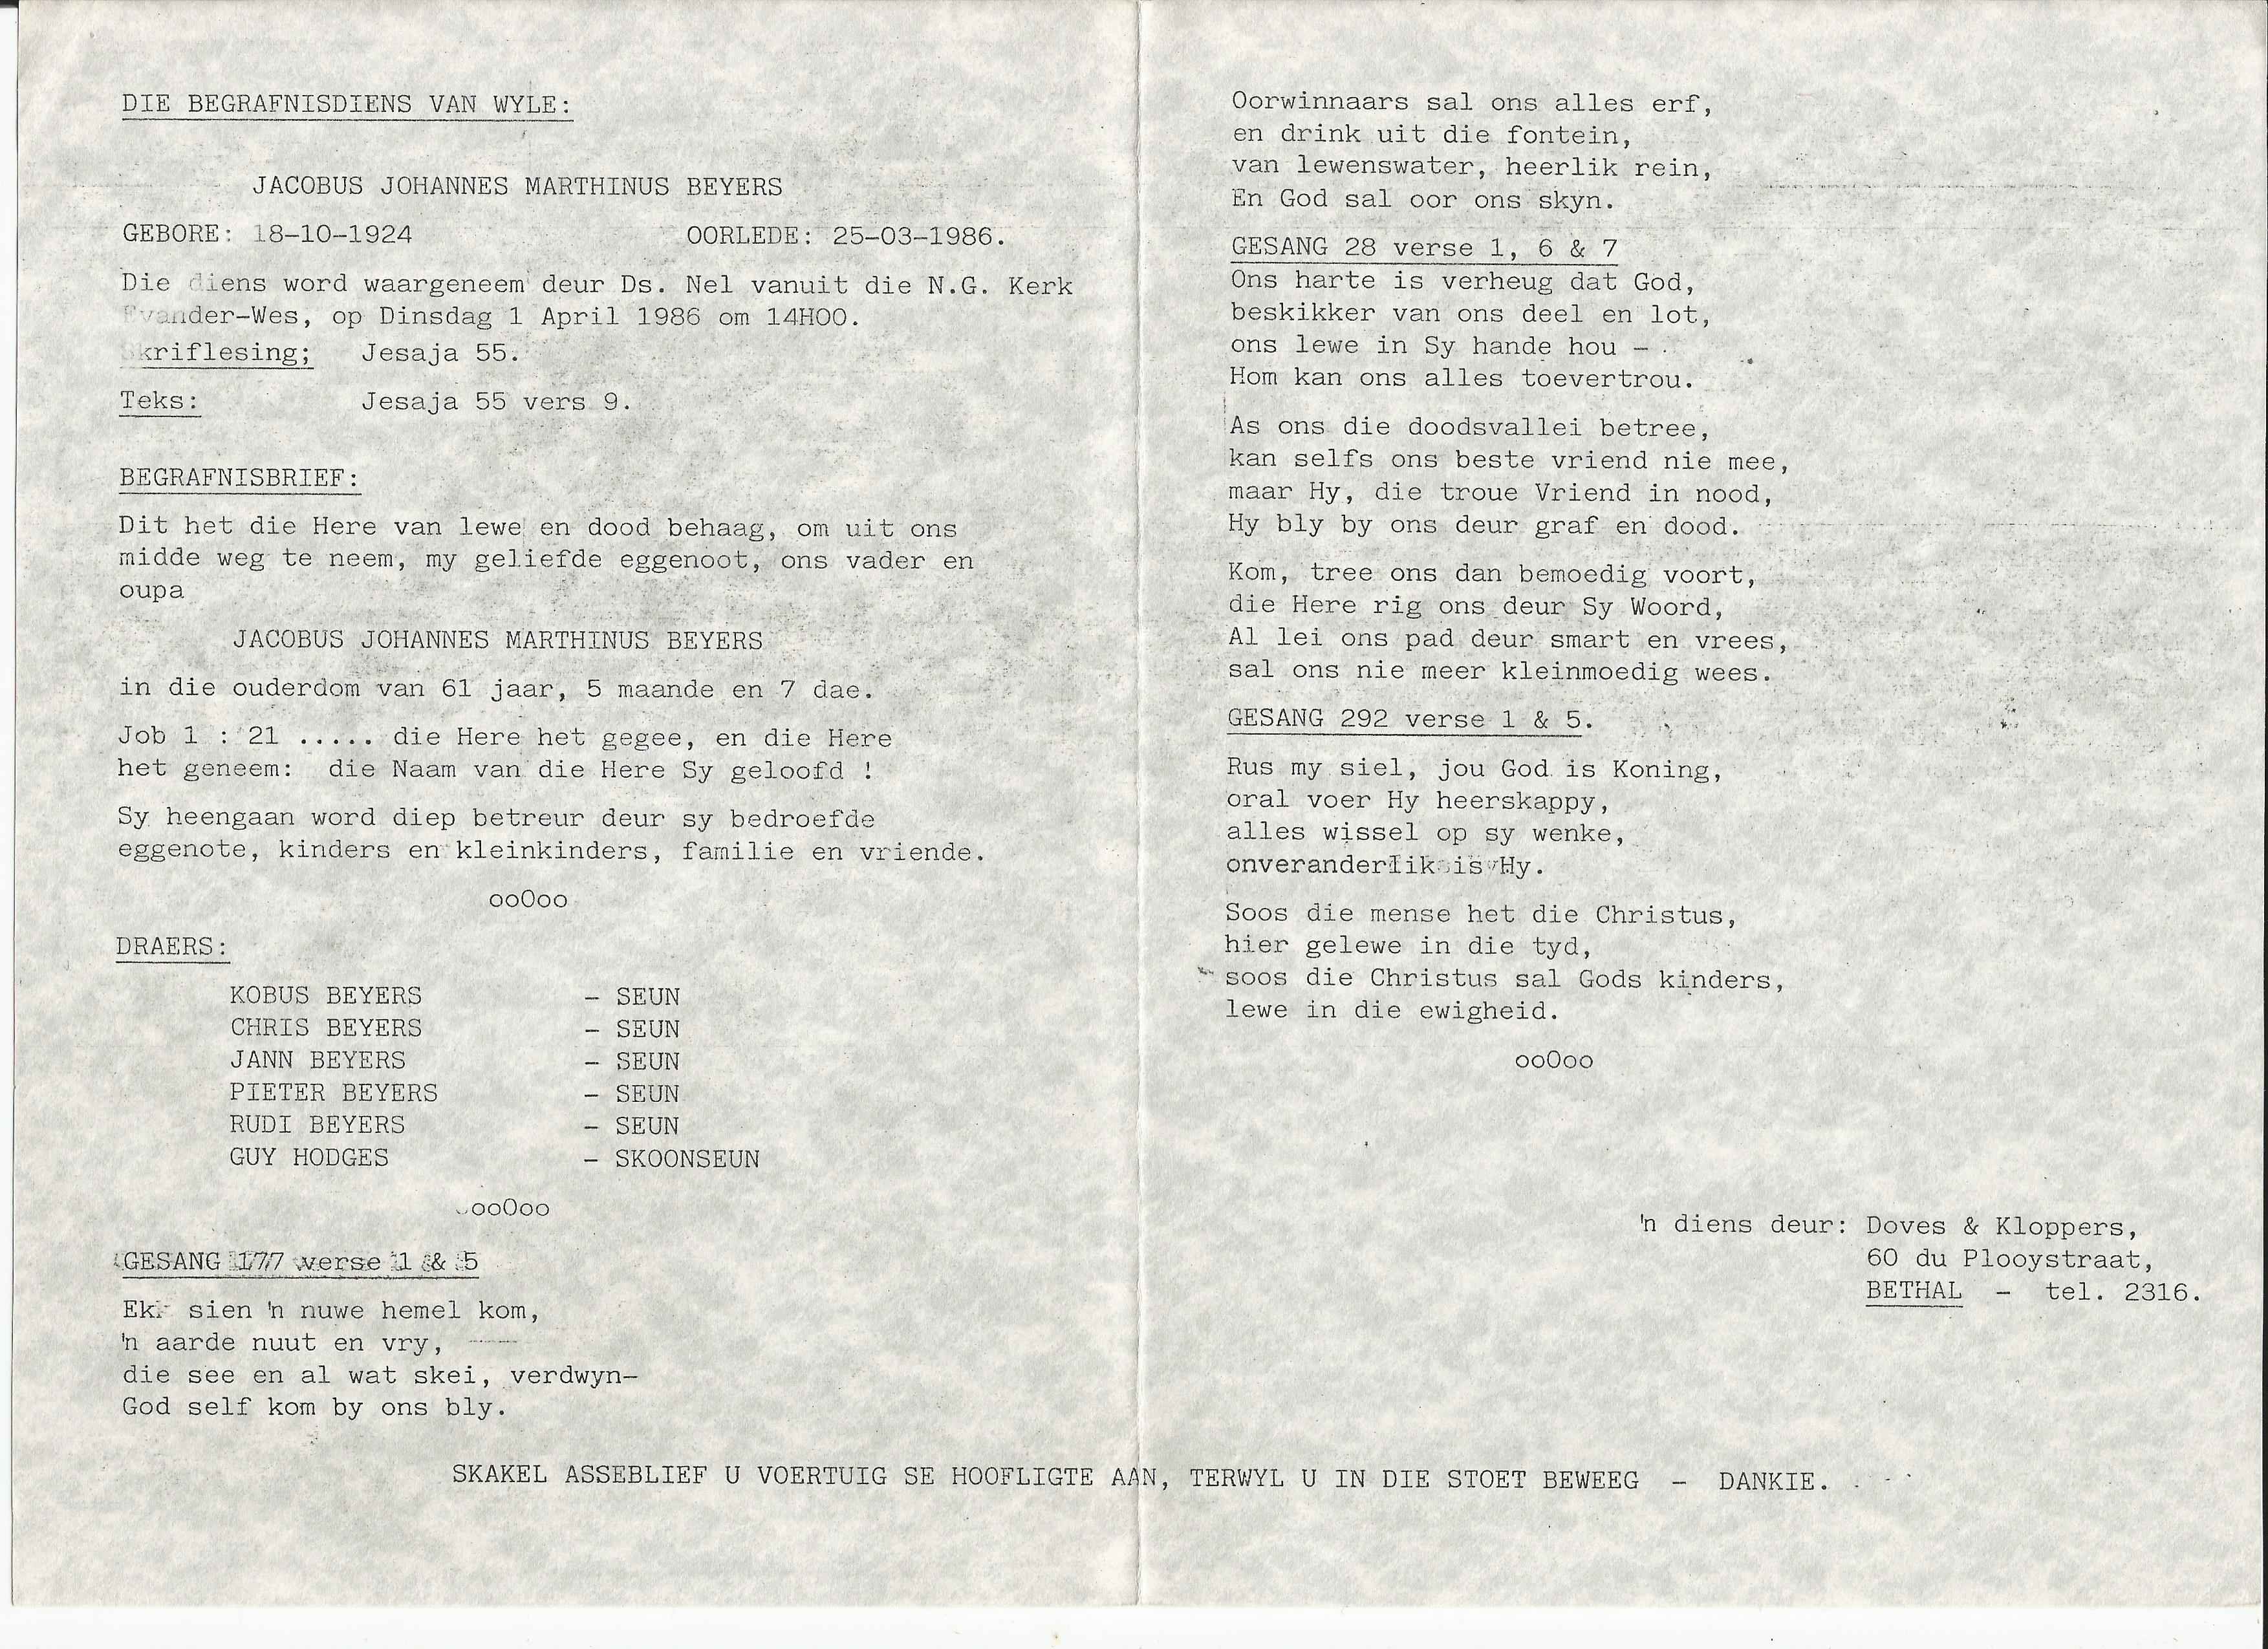 DIE BEGRAFNISDIENS VAN WYLE:
JACOBUS JOHANNES MARTHINUS BEYERS
GEBORE: 18-10-1924 OORLEDE: 25-03-1986.
Die diens word waargeneem deur Ds. Nel vanuit die N.G. Kerk
Evander-Wes, op Dinsdag 1 April 1986 om 14H00.
Skriflesing; Jesaja 55.
Teks: Jesaja 55 vers 9.
BEGRAFNISBRIEF:
Dit het die Here van lewe en dood behaag, om uit ons
midde weg te neem, my geliefde eggenoot, ons vader en
oupa
JACOBUS JOHANNES MARTHINUS BEYERS
in die ouderdom van 61 jaar, 5 maande en 7 dae.
Job 1 : 21 ..... die Here het gegee, en die Here
het geneem: die Naam van die Here Sy geloofd !
Sy heengaan word diep betreur deur sy bedroefde
eggenote, kinders en kleinkinders, familie en vriende.
ooOoo
DRAERS:
KOBUS BEYERS - SEUN
CHRIS BEYERS - SEUN
JANN BEYERS - SEUN
PIETER BEYERS - SEUN
RUDI BEYERS - SEUN
GUY HODGES - SKOONSEUN
ooOoo
GESANG 177 verse 1 & 5
Ek sien 'n nuwe hemel kom,
'n aarde nuut en vry,
die see en al wat skei, verdwyn-
God self kom by ons bly.
Oorwinnaars sal ons alles erf,
en drink uit die fontein,
van lewenswater, heerlik rein,
En God sal oor ons skyn.
GESANG 28 verse 1, 6 & 7
Ons harte is verheug dat God,
beskikker van ons deel en lot,
ons lewe in Sy hande hou -
Hom kan ons alles toevertrou.
As ons die doodsvallei betree,
kan selfs ons beste vriend nie mee,
maar Hy, die troue Vriend in nood,
Hy bly by ons deur graf en dood.
Kom, tree ons dan bemoedig voort,
die Here rig ons deur Sy Woord,
Al lei ons pad deur smart en vrees,
sal ons nie meer kleinmoedig wees.
GESANG 292 verse 1 & 5.
Rus my siel, jou God is Koning,
oral voer Hy heerskappy,
alles wissel op sy wenke,
onveranderlik is Hy.
Soos die mense het die Christus,
hier gelewe in die tyd,
soos die Christus sal Gods kinders,
lewe in die ewigheid.
ooOoo
'n diens deur: Doves & Kloppers,
60 du Plooystraat,
BETHAL - tel. 2316.
SKAKEL ASSEBLIEF U VOERTUIG SE HOOFLIGTE AAN, TERWYL U IN DIE STOET BEWEEG - DANKIE.